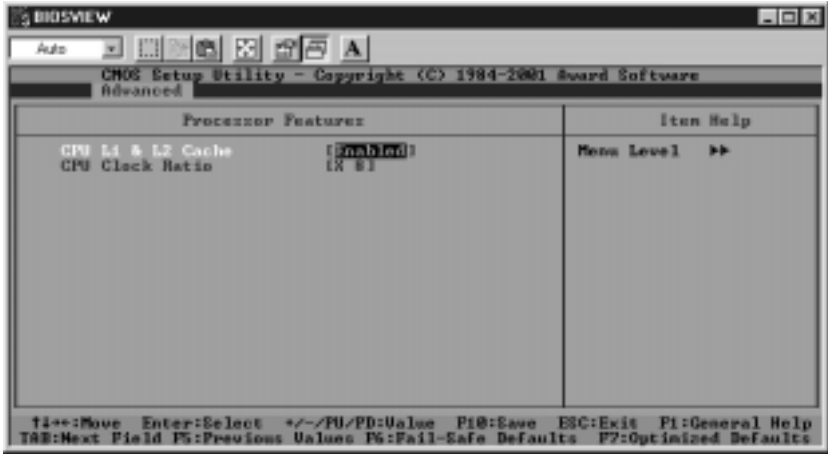 BIOSVIEW
Auto
A
CMOS Setup Utility - Copyright (C) 1984-2001 Award Software
Advanced
Processor Features
Item Help
CPU L1 & L2 Cache [Enabled]
Menu Level ▶▶
CPU Clock Ratio [X 8]
↑↓→←:Move Enter:Select +/-/PU/PD:Value F10:Save ESC:Exit F1:General Help
TAB:Next Field F5:Previous Values F6:Fail-Safe Defaults F7:Optimized Defaults